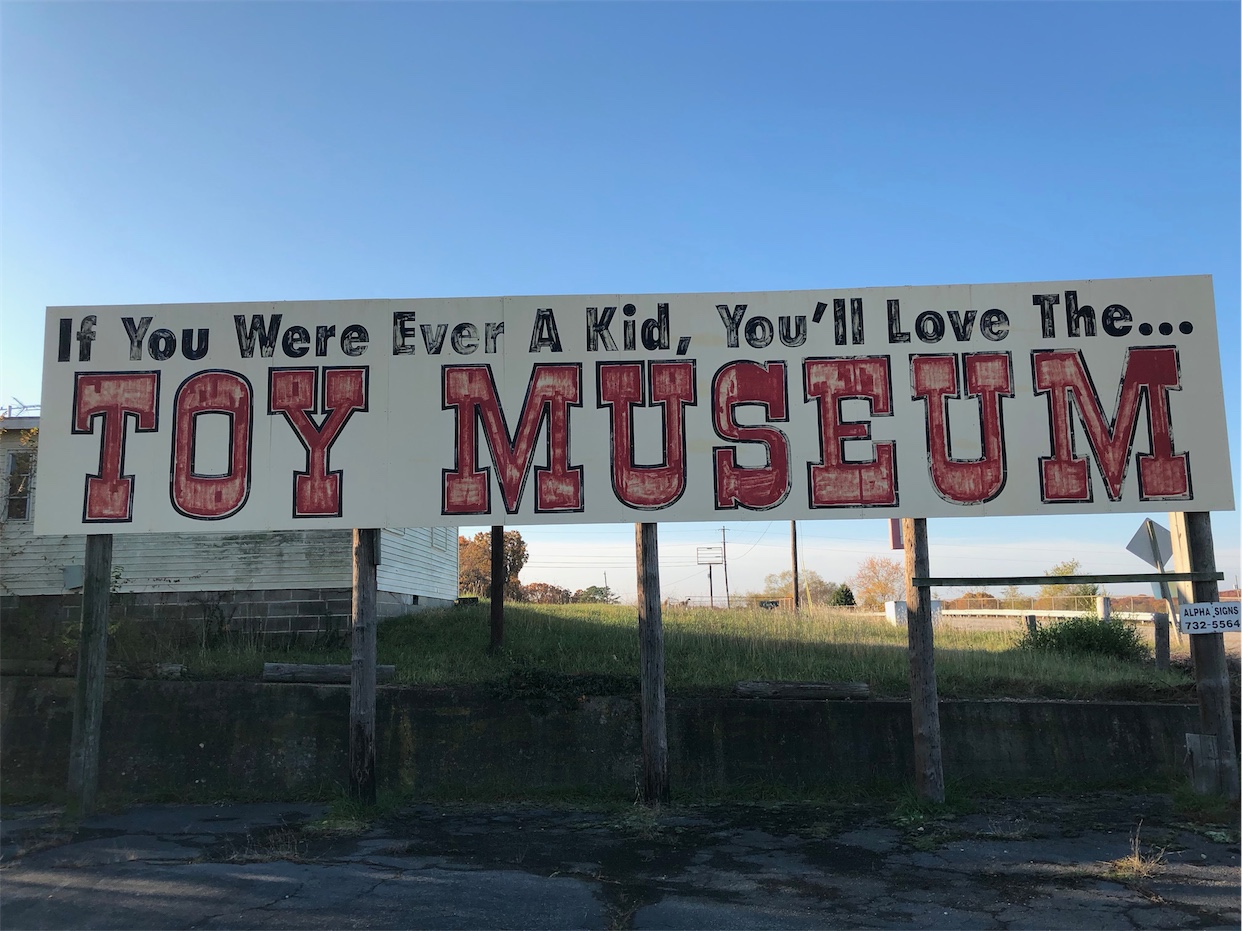 If You Were Ever A Kid, You'll Love The...
TOY MUSEUM
ALPHA SIGNS
732-5564